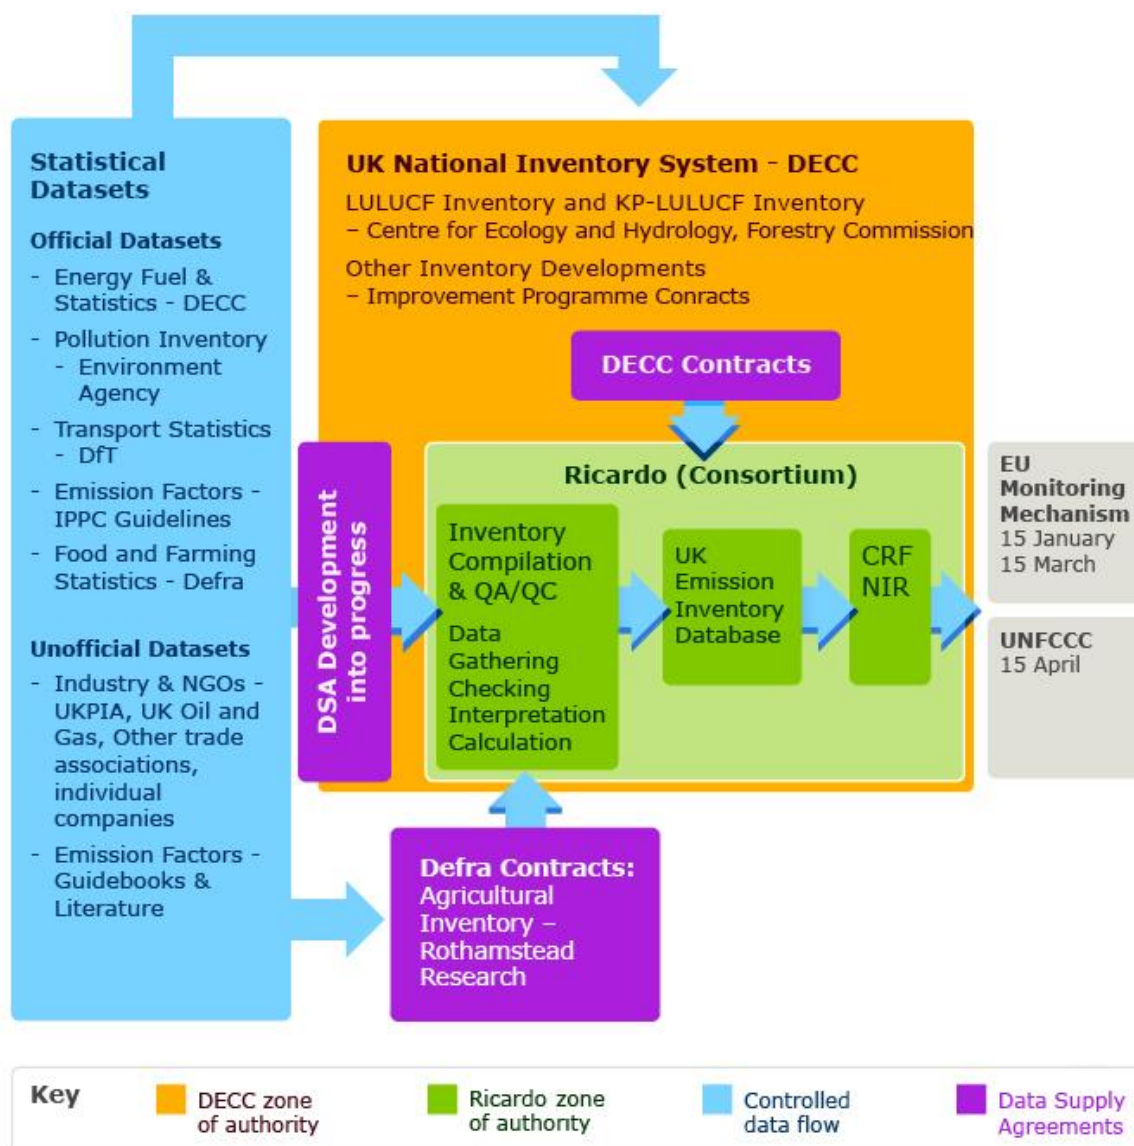 Statistical
Datasets
Official Datasets
- Energy Fuel &
Statistics - DECC
- Pollution Inventory
- Environment
Agency
- Transport Statistics
- DfT
- Emission Factors -
IPPC Guidelines
- Food and Farming
Statistics - Defra
Unofficial Datasets
- Industry & NGOs -
UKPIA, UK Oil and
Gas, Other trade
associations,
individual
companies
- Emission Factors -
Guidebooks &
Literature
UK National Inventory System - DECC
LULUCF Inventory and KP-LULUCF Inventory
– Centre for Ecology and Hydrology, Forestry Commission
Other Inventory Developments
– Improvement Programme Conracts
DECC Contracts
DSA Development
into progress
Ricardo (Consortium)
Inventory
Compilation
& QA/QC
Data
Gathering
Checking
Interpretation
Calculation
UK
Emission
Inventory
Database
CRF
NIR
EU
Monitoring
Mechanism
15 January
15 March
UNFCCC
15 April
Defra Contracts:
Agricultural
Inventory –
Rothamstead
Research
Key
DECC zone
of authority
Ricardo zone
of authority
Controlled
data flow
Data Supply
Agreements